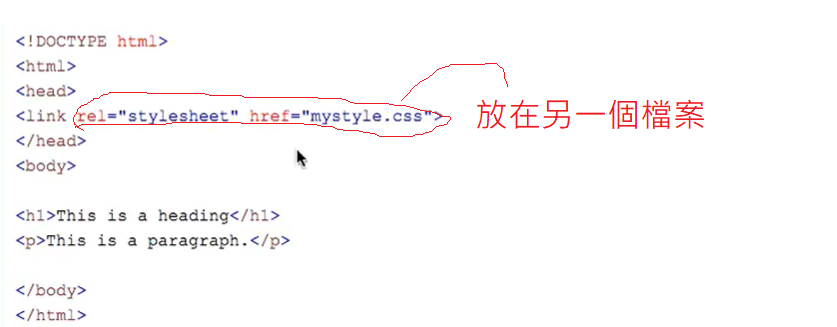 <!DOCTYPE html>
<html>
<head>
<link rel="stylesheet" href="mystyle.css">
放在另一個檔案
</head>
<body>
<h1>This is a heading</h1>
<p>This is a paragraph.</p>
</body>
</html>